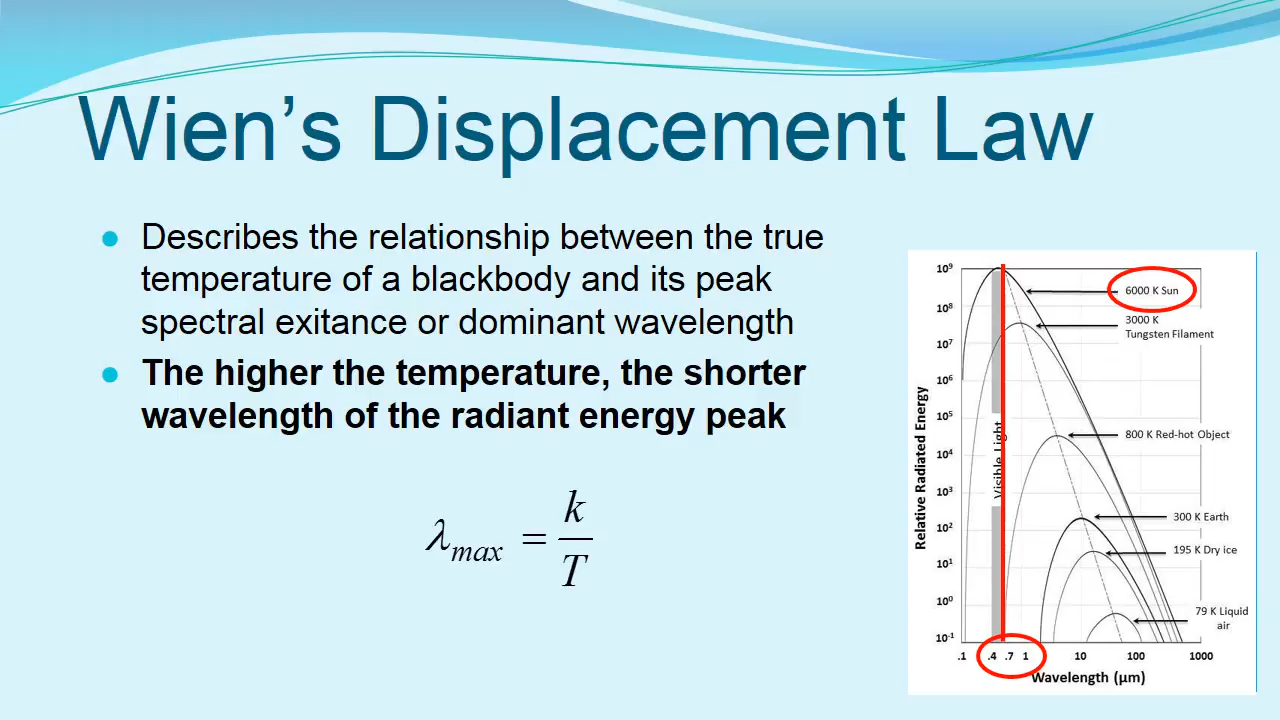 Wien’s Displacement Law
Describes the relationship between the true
temperature of a blackbody and its peak
spectral exitance or dominant wavelength
The higher the temperature, the shorter
wavelength of the radiant energy peak
λmax = k/T
10⁹
10⁸
10⁷
10⁶
10⁵
10⁴
10³
10²
10¹
10⁰
10⁻¹
Relative Radiated Energy
Visible Light
6000 K Sun
3000 K
Tungsten Filament
800 K Red-hot Object
300 K Earth
195 K Dry ice
79 K Liquid
air
.1 .4 .7 1 10 100 1000
Wavelength (µm)